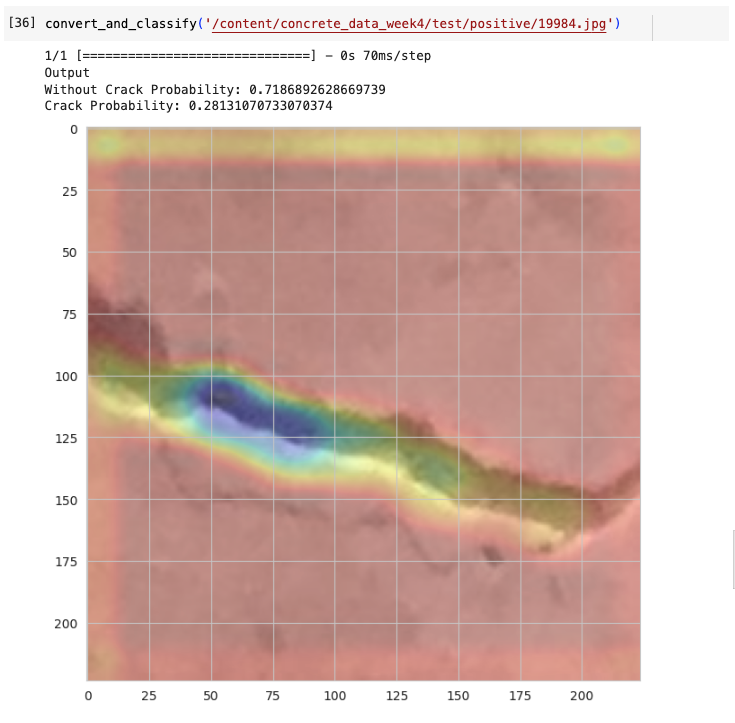 [36] convert_and_classify('/content/concrete_data_week4/test/positive/19984.jpg')
1/1 [==============================] - 0s 70ms/step
Output
Without Crack Probability: 0.7186892628669739
Crack Probability: 0.28131070733070374
0
25
50
75
100
125
150
175
200
0 25 50 75 100 125 150 175 200